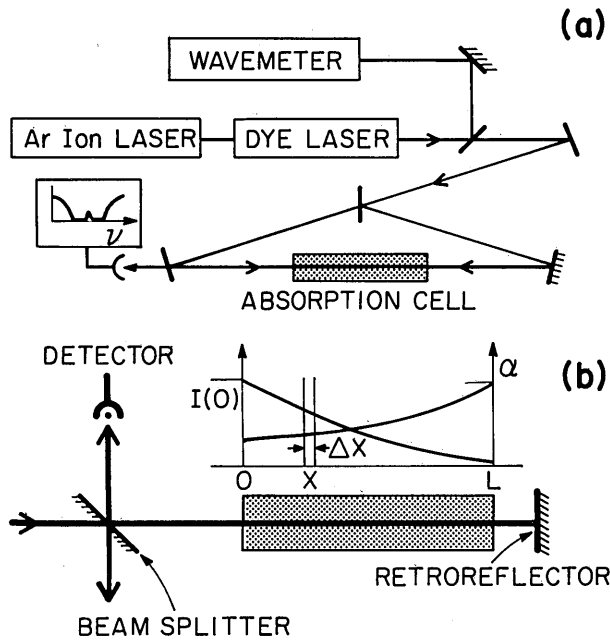 (a)
WAVEMETER
Ar Ion LASER
DYE LASER
ν
ABSORPTION CELL
(b)
DETECTOR
I(O)
α
ΔX
O
X
L
RETROREFLECTOR
BEAM SPLITTER